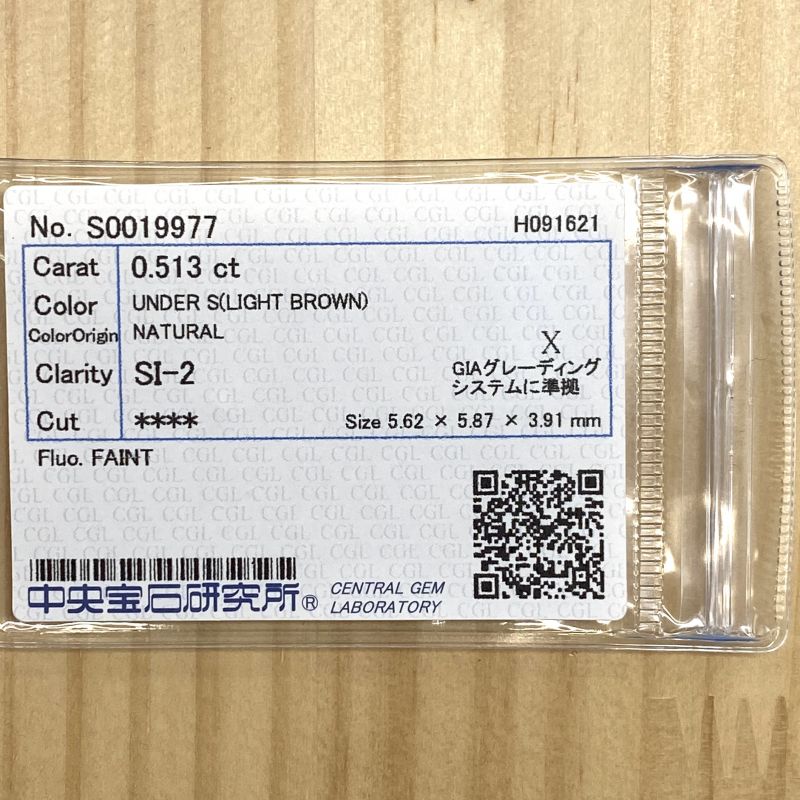 No. S0019977 H091621
Carat 0.513 ct
Color UNDER S(LIGHT BROWN)
ColorOrigin NATURAL
X
Clarity SI-2 GIAグレーディング
システムに準拠
Cut **** Size 5.62 × 5.87 × 3.91 mm
Fluo. FAINT
中央宝石研究所® CENTRAL GEM
LABORATORY